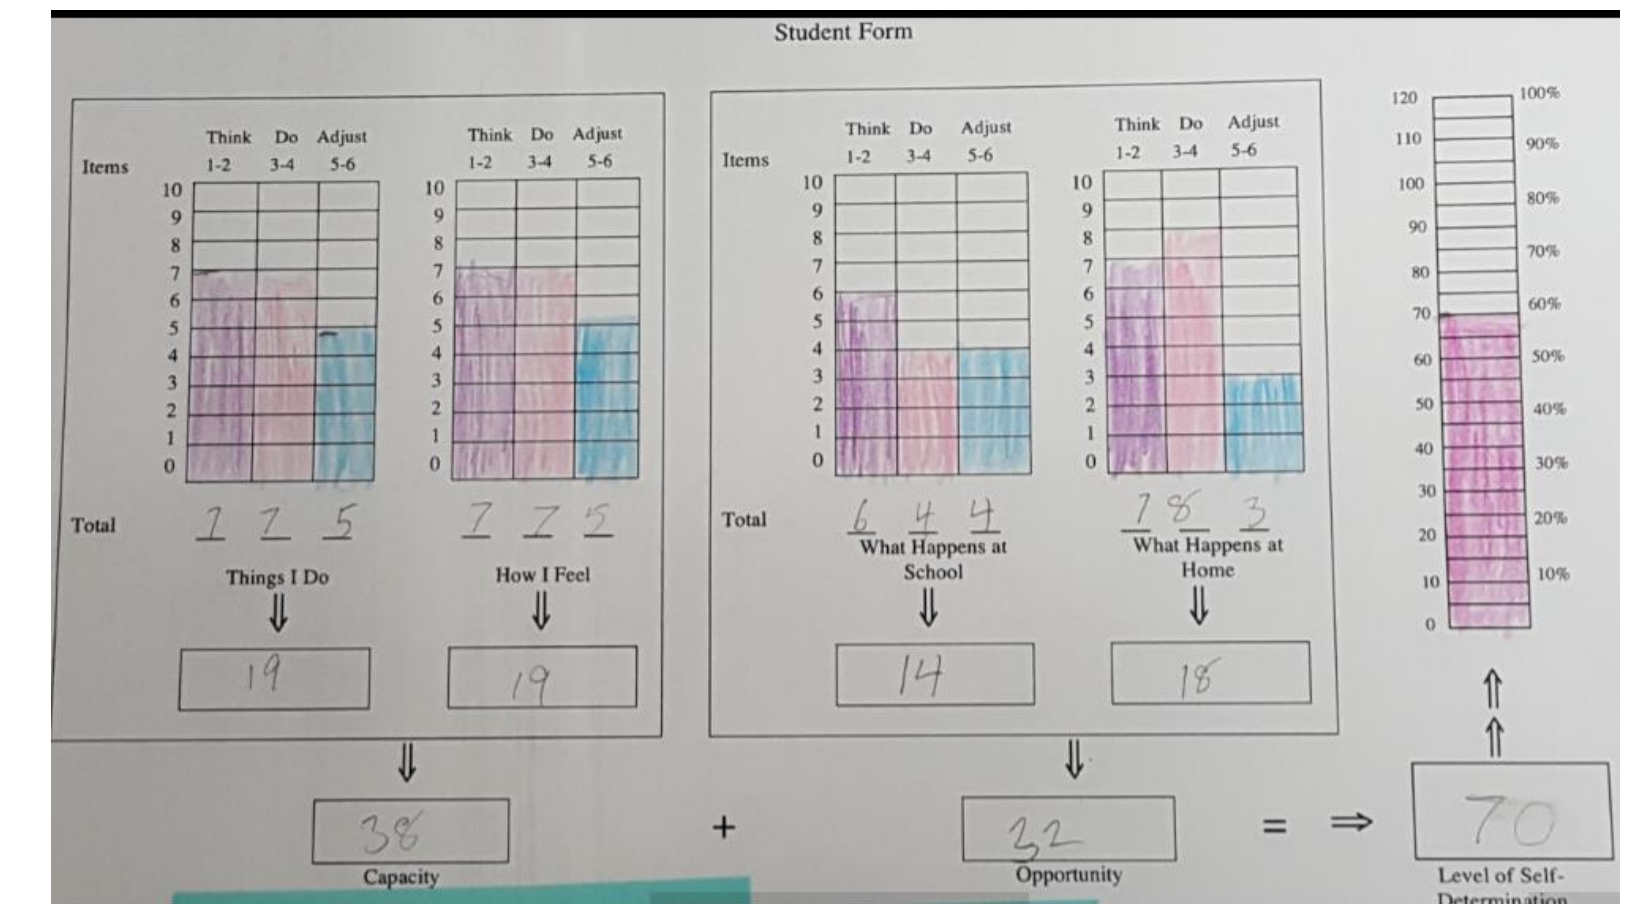 Student Form
Think Do Adjust Think Do Adjust Think Do Adjust Think Do Adjust
Items 1-2 3-4 5-6 1-2 3-4 5-6 Items 1-2 3-4 5-6 1-2 3-4 5-6
10 10 10 10
9 9 9 9
8 8 8 8
7 7 7 7
6 6 6 6
5 5 5 5
4 4 4 4
3 3 3 3
2 2 2 2
1 1 1 1
0 0 0 0
Total 7 7 5 7 7 5 Total 6 4 4 7 8 3
Things I Do How I Feel What Happens at What Happens at
School Home
19 19 14 18
120 100%
110 90%
100 80%
90 70%
80 60%
70
60 50%
50 40%
40 30%
30
20 20%
10 10%
0
38 + 32 = ⇒ 70
Capacity Opportunity Level of Self-
Determination